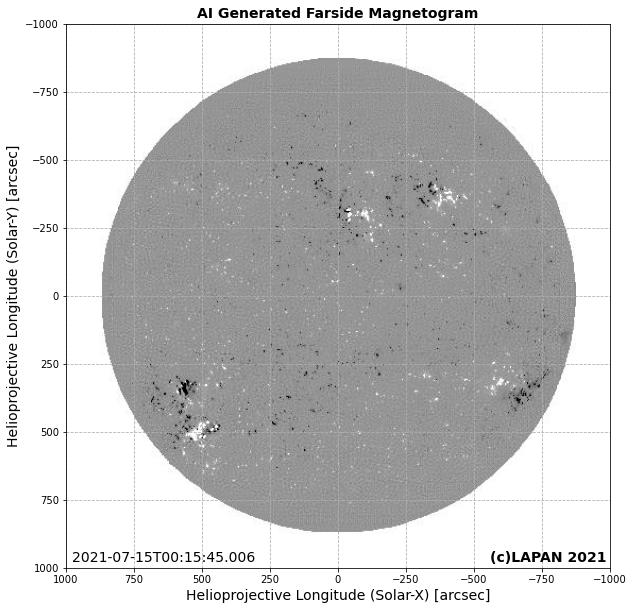 AI Generated Farside Magnetogram
−1000
−750
−500
−250
0
250
500
750
1000
Helioprojective Longitude (Solar-Y) [arcsec]
2021-07-15T00:15:45.006
(c)LAPAN 2021
1000 750 500 250 0 −250 −500 −750 −1000
Helioprojective Longitude (Solar-X) [arcsec]